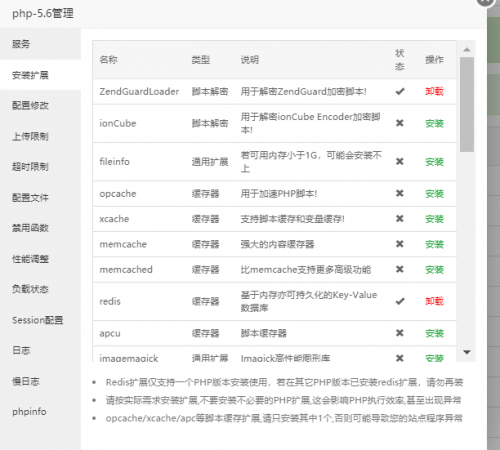 php-5.6管理
服务
安装扩展
配置修改
上传限制
超时限制
配置文件
禁用函数
性能调整
负载状态
Session配置
日志
慢日志
phpinfo
名称 类型 说明 状态 操作
ZendGuardLoader 脚本解密 用于解密ZendGuard加密脚本! 卸载
ionCube 脚本解密 用于解密ionCube Encoder加密脚本! 安装
fileinfo 通用扩展 若可用内存小于1G，可能会安装不上 安装
opcache 缓存器 用于加速PHP脚本! 安装
xcache 缓存器 支持脚本缓存和变量缓存! 安装
memcache 缓存器 强大的内容缓存器 安装
memcached 缓存器 比memcache支持更多高级功能 安装
redis 缓存器 基于内存亦可持久化的Key-Value数据库 卸载
apcu 缓存器 脚本缓存器 安装
imagemagick 通用扩展 Imagick高性能图形库 安装
Redis扩展仅支持一个PHP版本安装使用，若在其它PHP版本已安装redis扩展，请勿再装
请按实际需求安装扩展,不要安装不必要的PHP扩展,这会影响PHP执行效率,甚至出现异常
opcache/xcache/apc等脚本缓存扩展,请只安装其中1个,否则可能导致您的站点程序异常